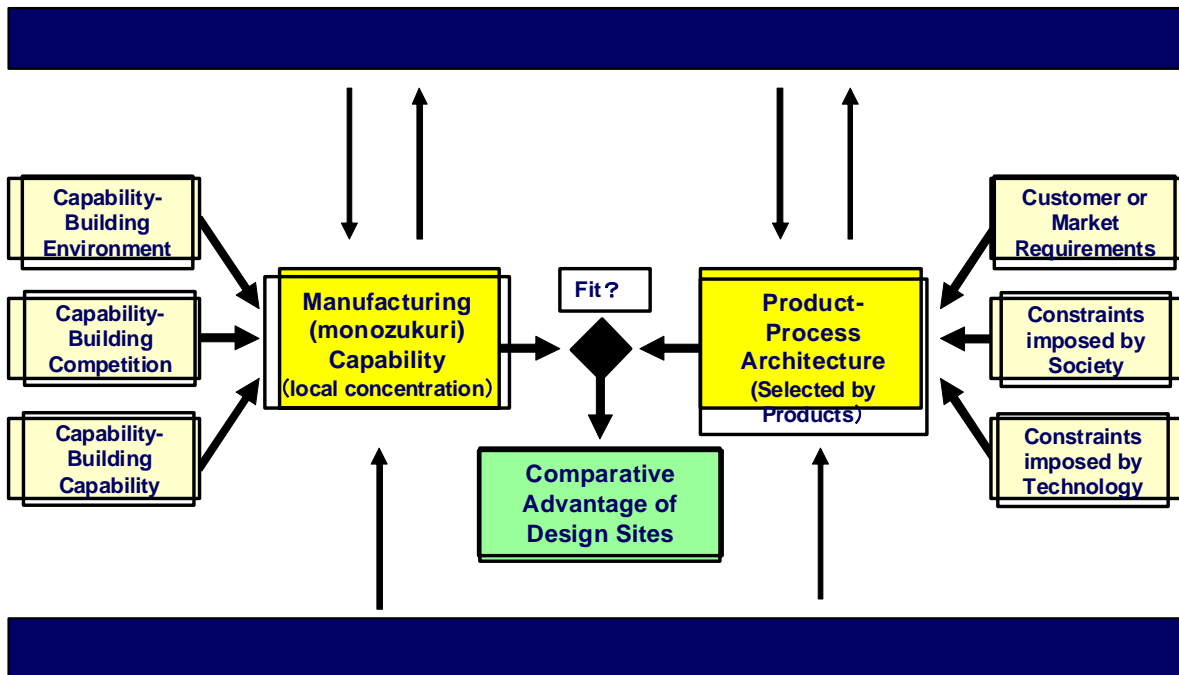 Capability-
Building
Environment
Capability-
Building
Competition
Capability-
Building
Capability
Manufacturing
(monozukuri)
Capability
（local concentration）
Fit？
Comparative
Advantage of
Design Sites
Product-
Process
Architecture
(Selected by
Products）
Customer or
Market
Requirements
Constraints
imposed by
Society
Constraints
imposed by
Technology